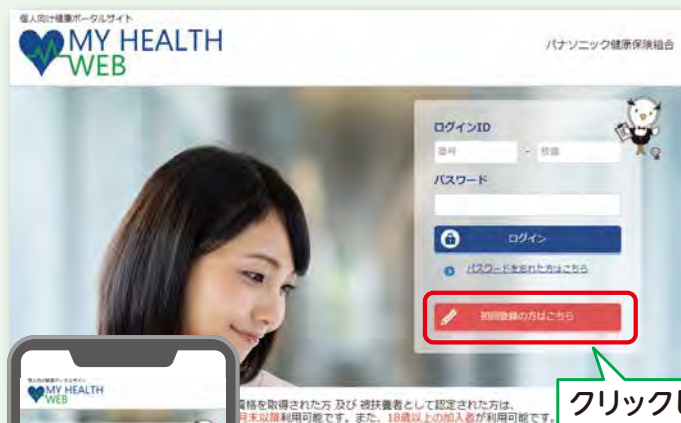 個人向け健康ポータルサイト
MY HEALTH
WEB
パナソニック健康保険組合
ログインID
番号 - 枝番
パスワード
ログイン
パスワードを忘れた方はこちら
初回登録の方はこちら
個人向け健康ポータルサイト
MY HEALTH
WEB
資格を取得された方 及び 被扶養者として認定された方は、
月末以降利用可能です。また、18歳以上の加入者が利用可能です。
クリックし